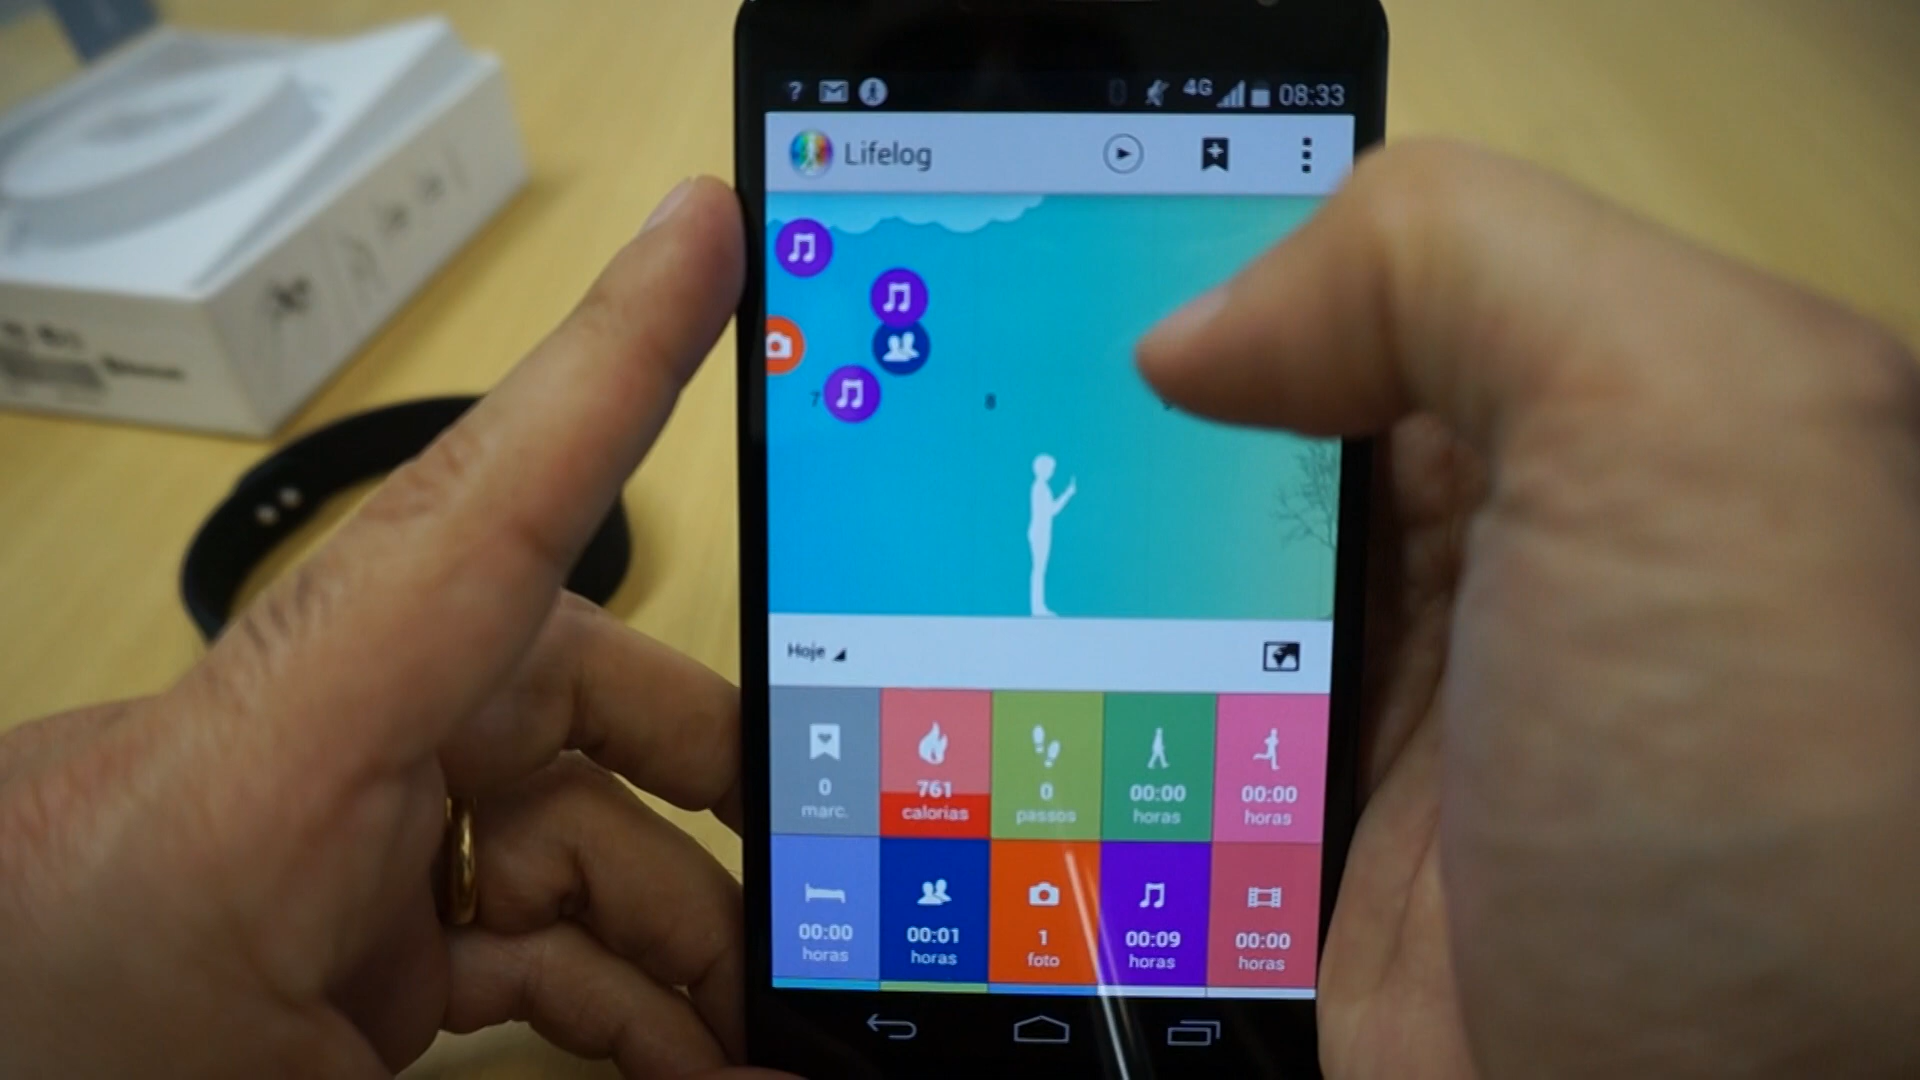 ? 4G 08:33
Lifelog
7 8
Hoje
0 761 0 00:00 00:00
marc. calorias passos horas horas
00:00 00:01 1 00:09 00:00
horas horas foto horas horas